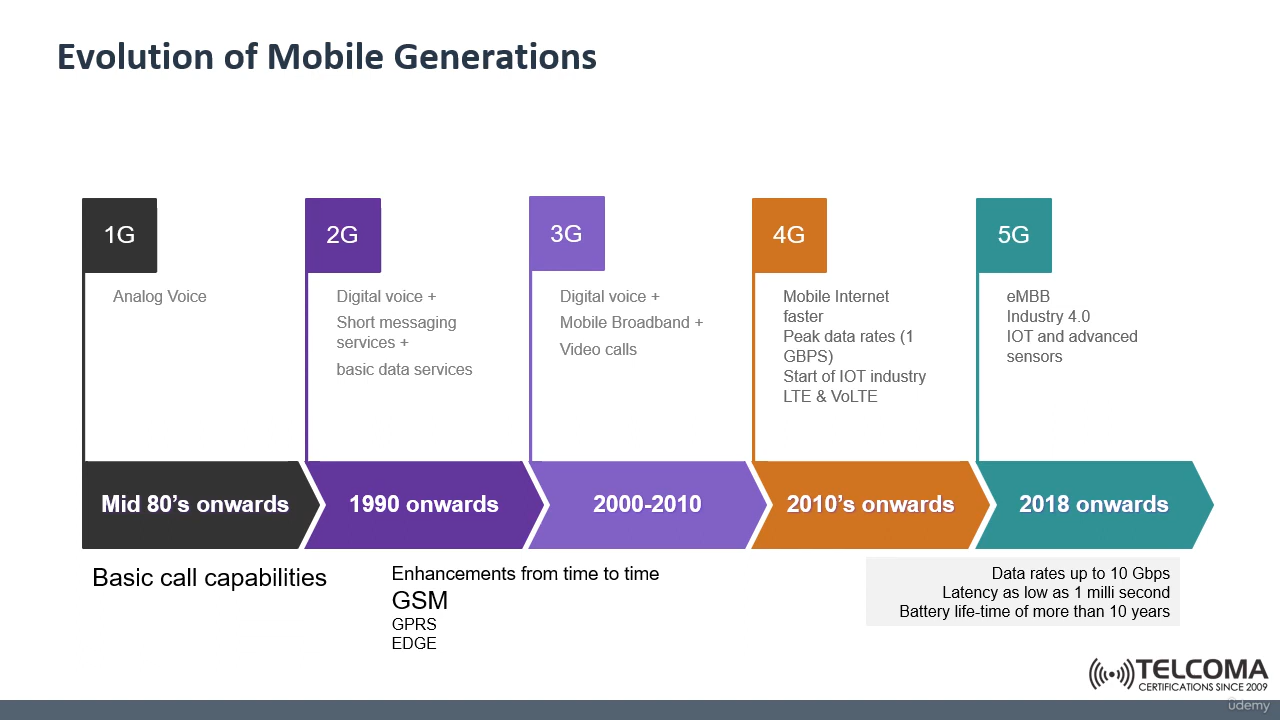 Evolution of Mobile Generations
1G
2G
3G
4G
5G
Analog Voice
Digital voice +
Short messaging
services +
basic data services
Digital voice +
Mobile Broadband +
Video calls
Mobile Internet
faster
Peak data rates (1
GBPS)
Start of IOT industry
LTE & VoLTE
eMBB
Industry 4.0
IOT and advanced
sensors
Mid 80’s onwards
1990 onwards
2000-2010
2010’s onwards
2018 onwards
Basic call capabilities
Enhancements from time to time
GSM
GPRS
EDGE
Data rates up to 10 Gbps
Latency as low as 1 milli second
Battery life-time of more than 10 years
TELCOMA
CERTIFICATIONS SINCE 2009
udemy